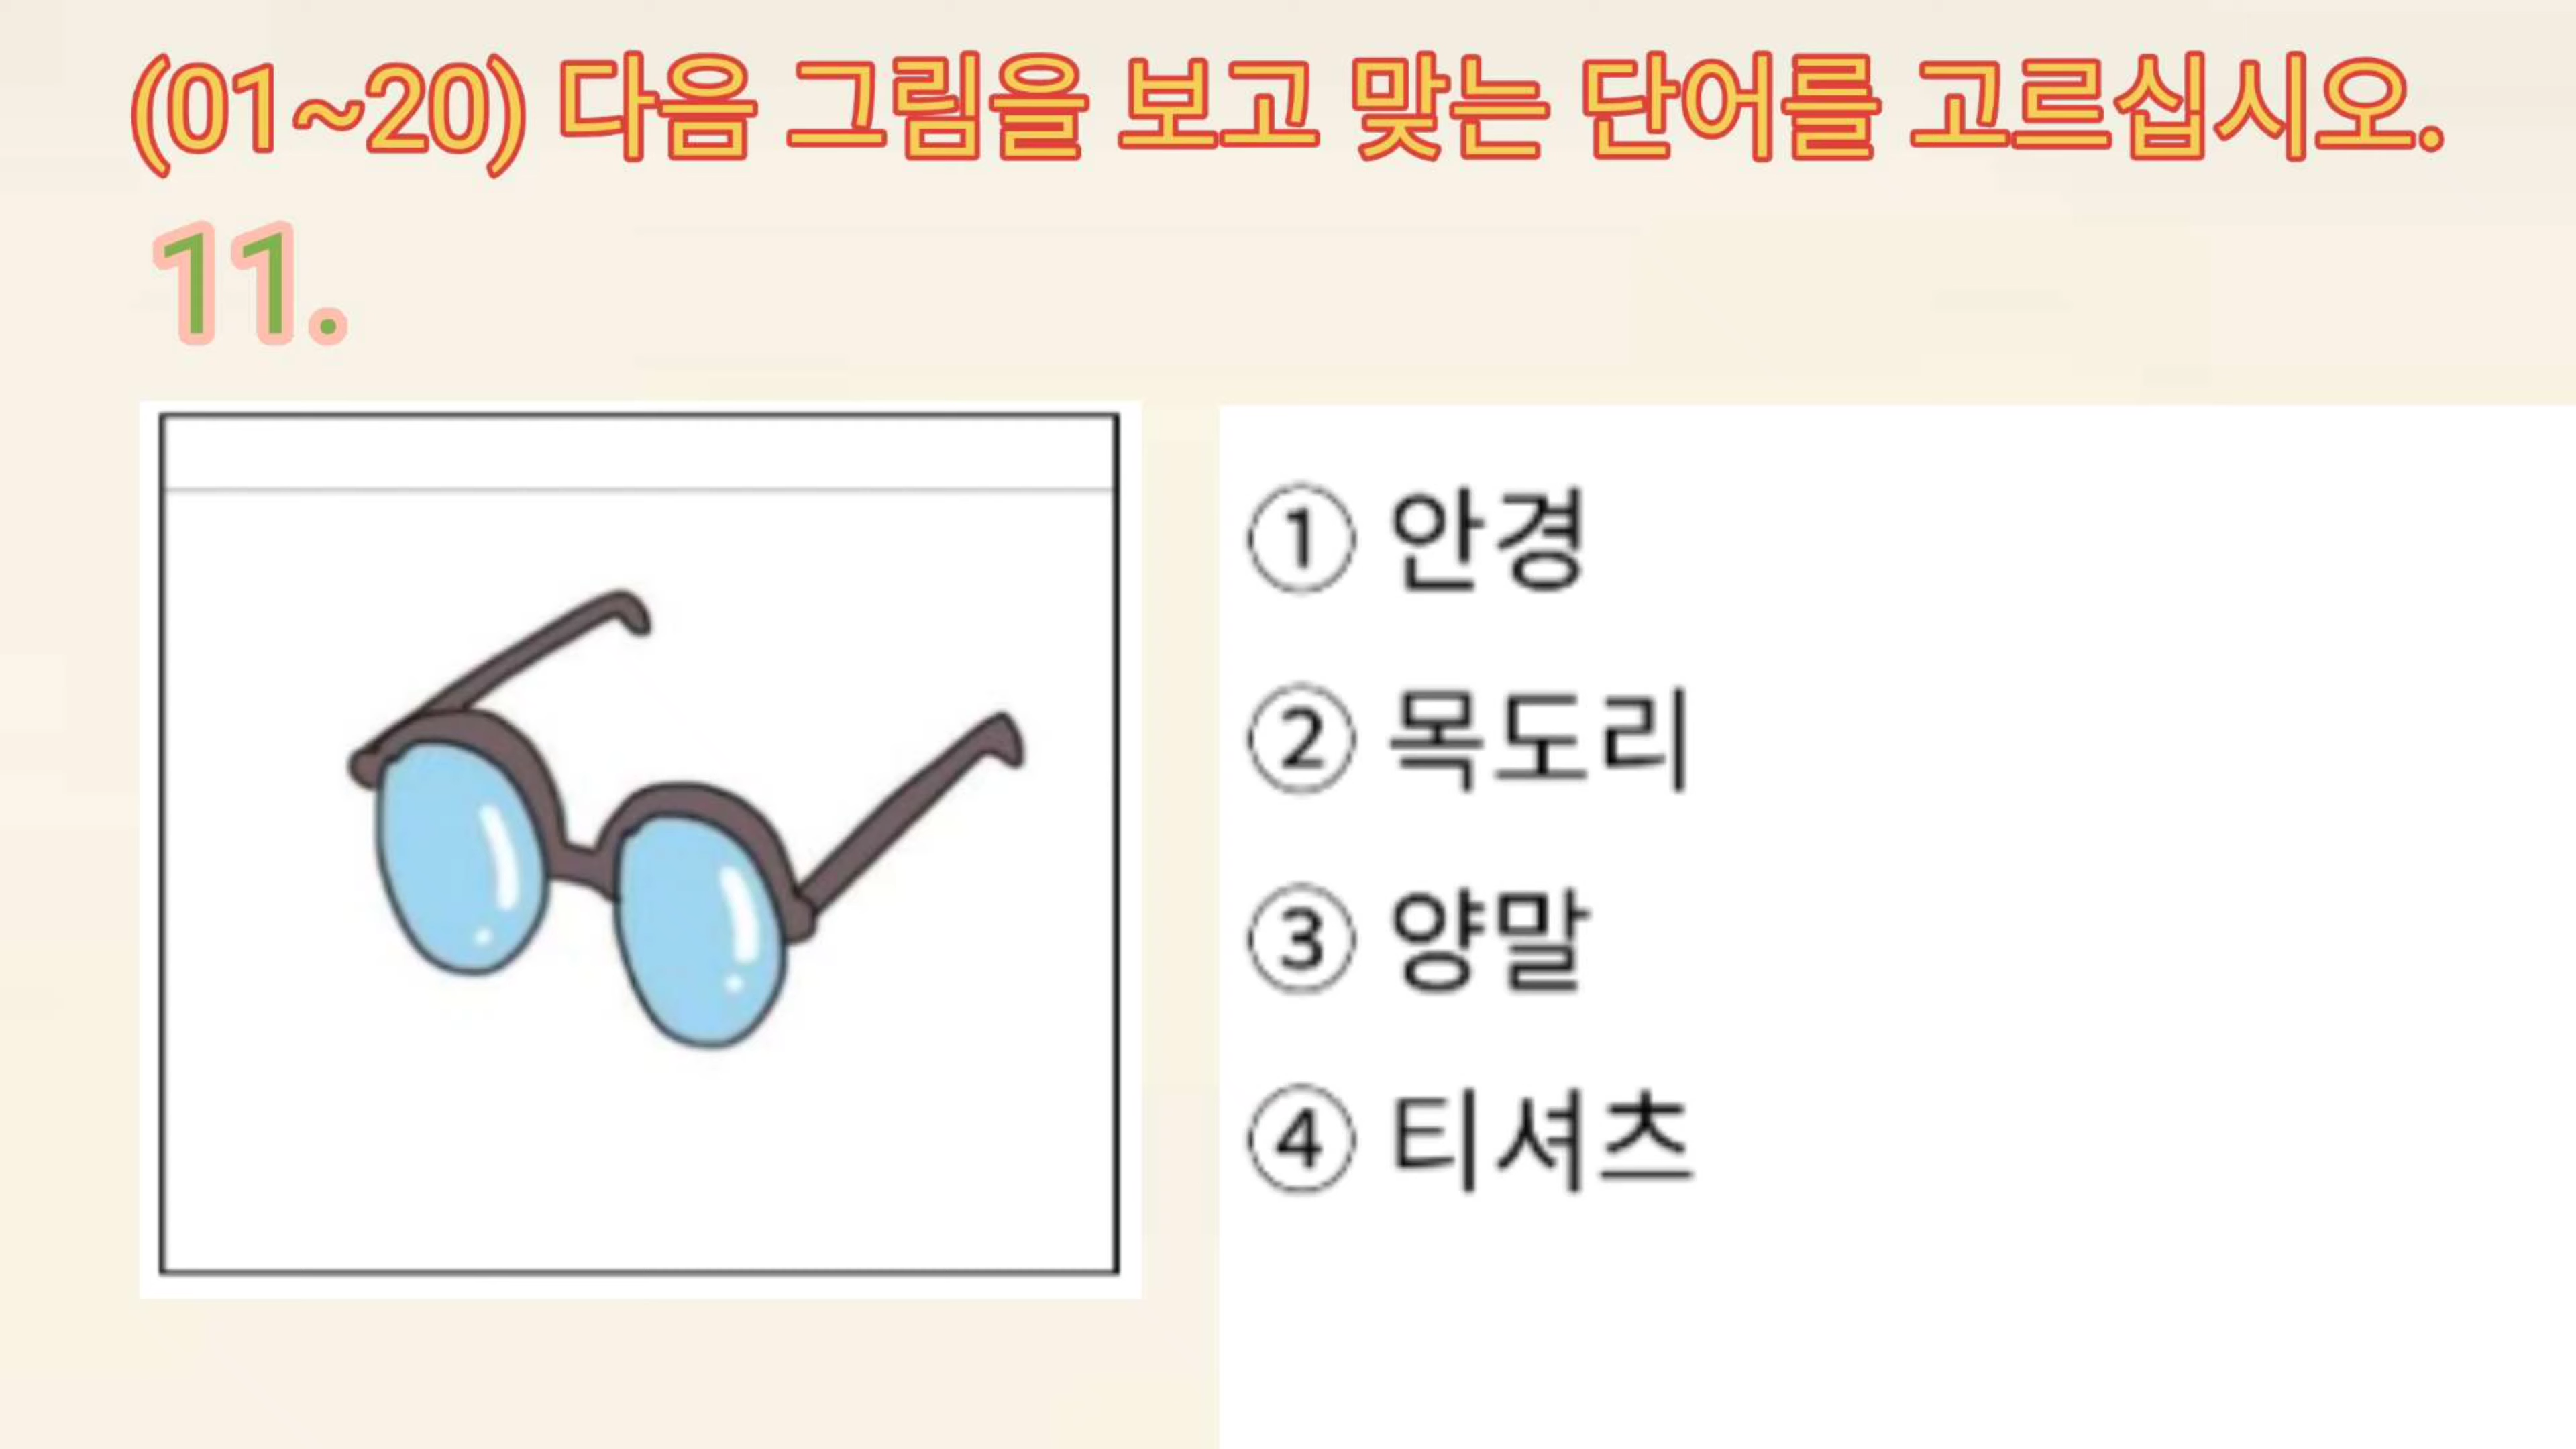 (01~20) 다음 그림을 보고 맞는 단어를 고르십시오.
11.
① 안경
② 목도리
③ 양말
④ 티셔츠